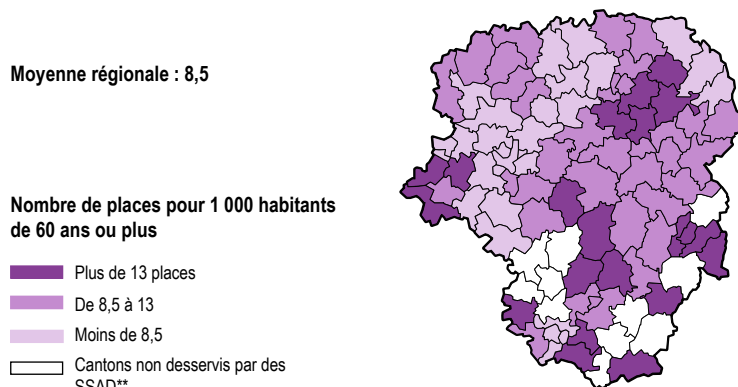 Moyenne régionale : 8,5
Nombre de places pour 1 000 habitants
de 60 ans ou plus
Plus de 13 places
De 8,5 à 13
Moins de 8,5
Cantons non desservis par des
SSAD**